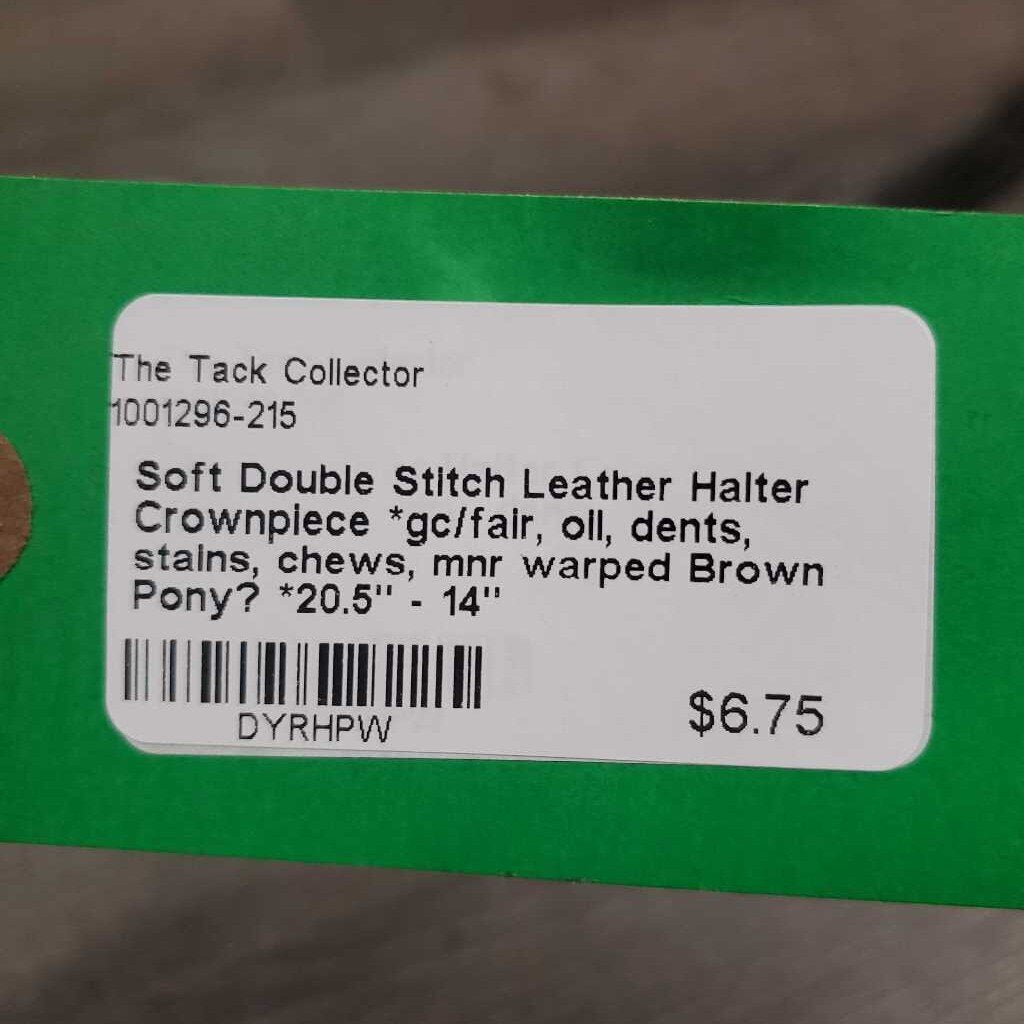 The Tack Collector
1001296-215
Soft Double Stitch Leather Halter
Crownpiece *gc/fair, oil, dents,
stains, chews, mnr warped Brown
Pony? *20.5" - 14"
DYRHPW
$6.75